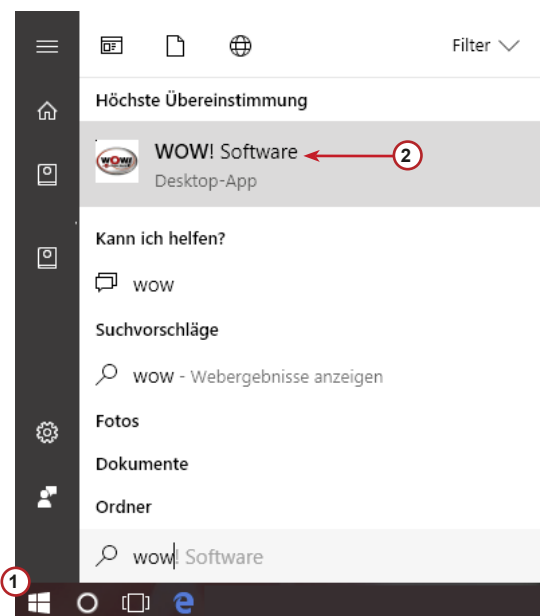 Filter
Höchste Übereinstimmung
WOW!
WOW! Software
2
Desktop-App
Kann ich helfen?
wow
Suchvorschläge
wow - Webergebnisse anzeigen
Fotos
Dokumente
Ordner
wow! Software
1